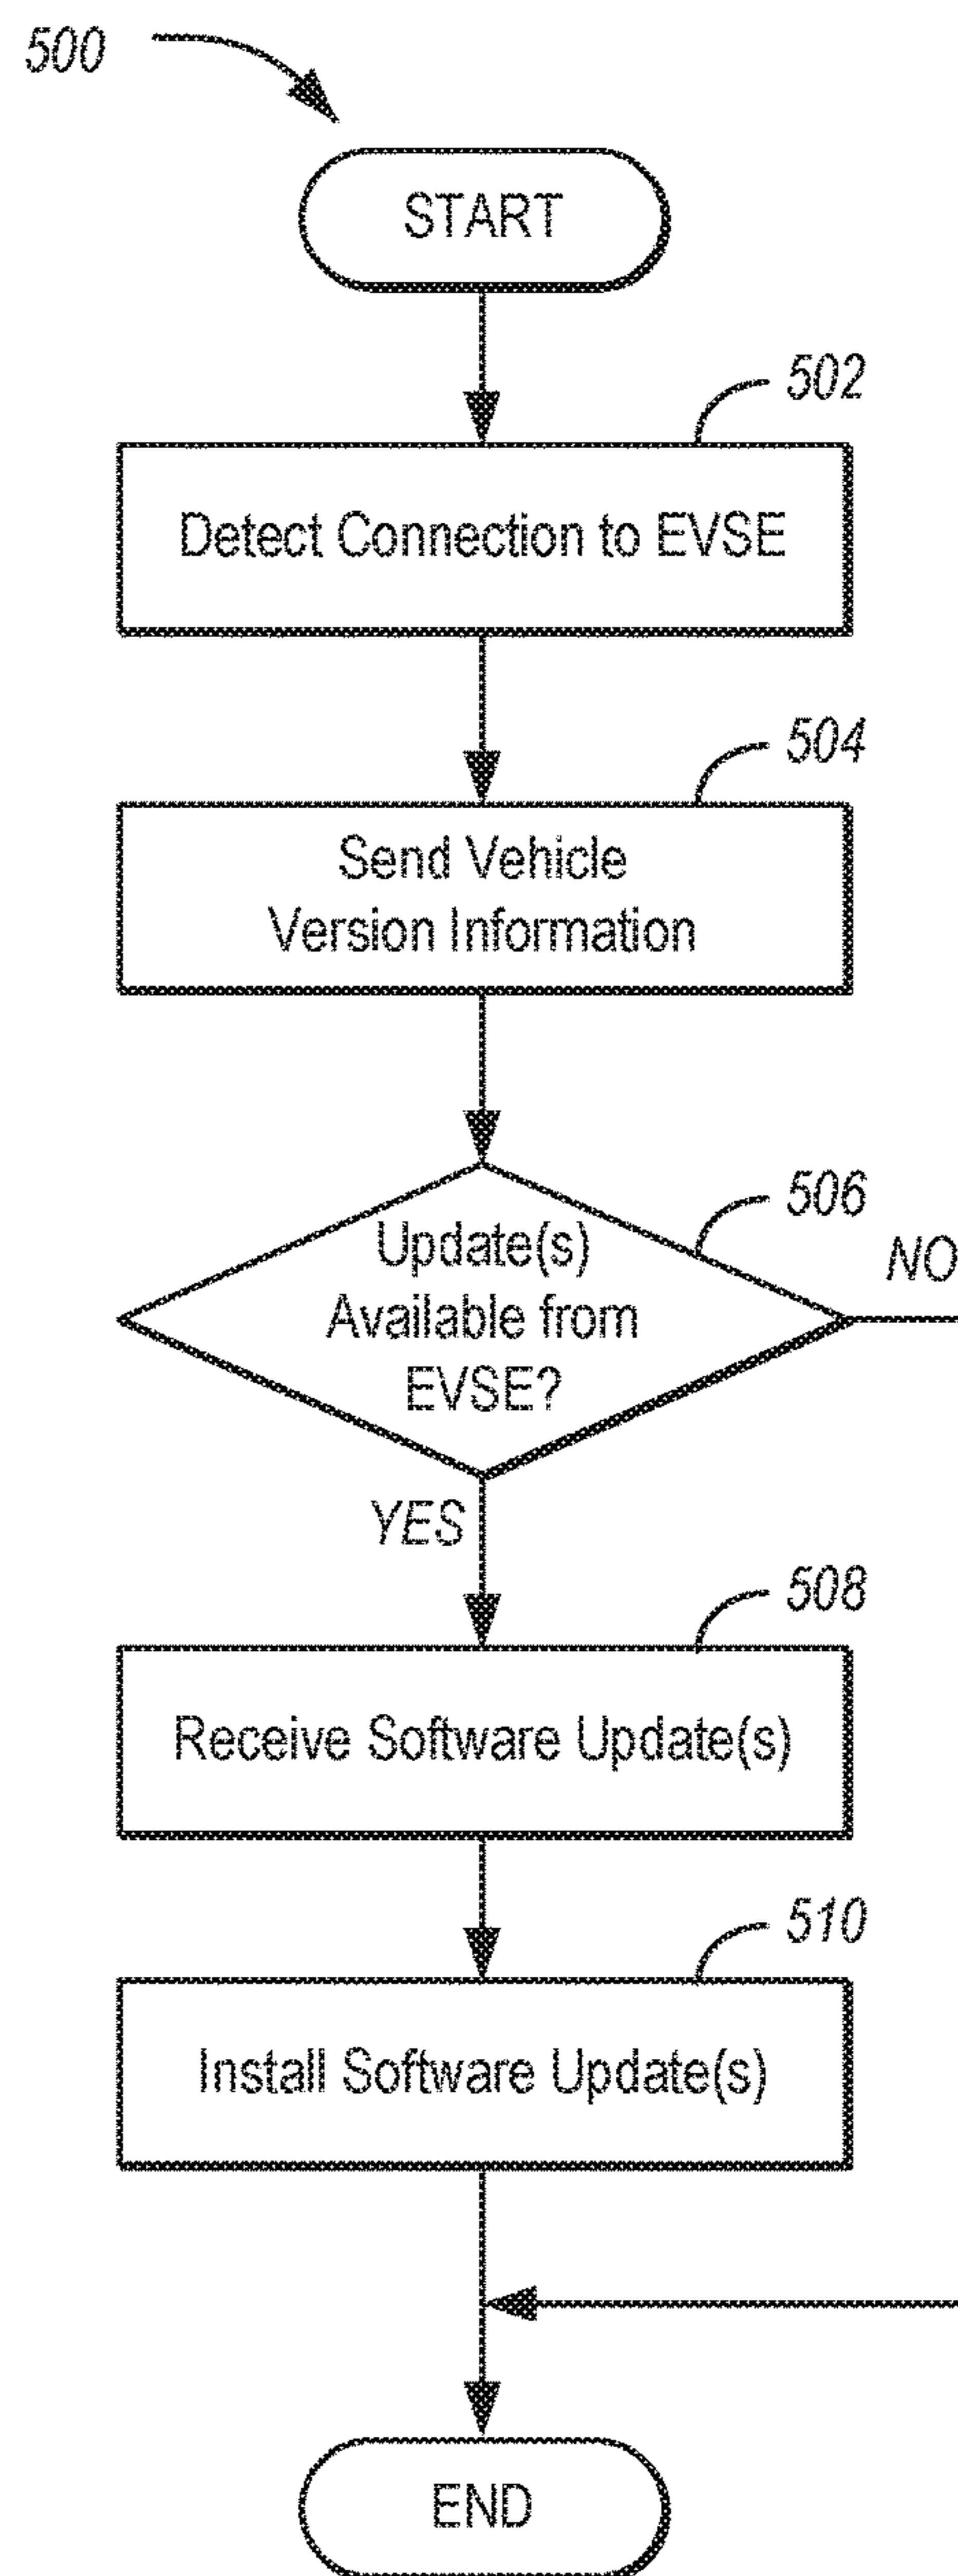 500
START
502
Detect Connection to EVSE
504
Send Vehicle
Version Information
506
Update(s)
Available from
EVSE?
NO
YES
508
Receive Software Update(s)
510
Install Software Update(s)
END